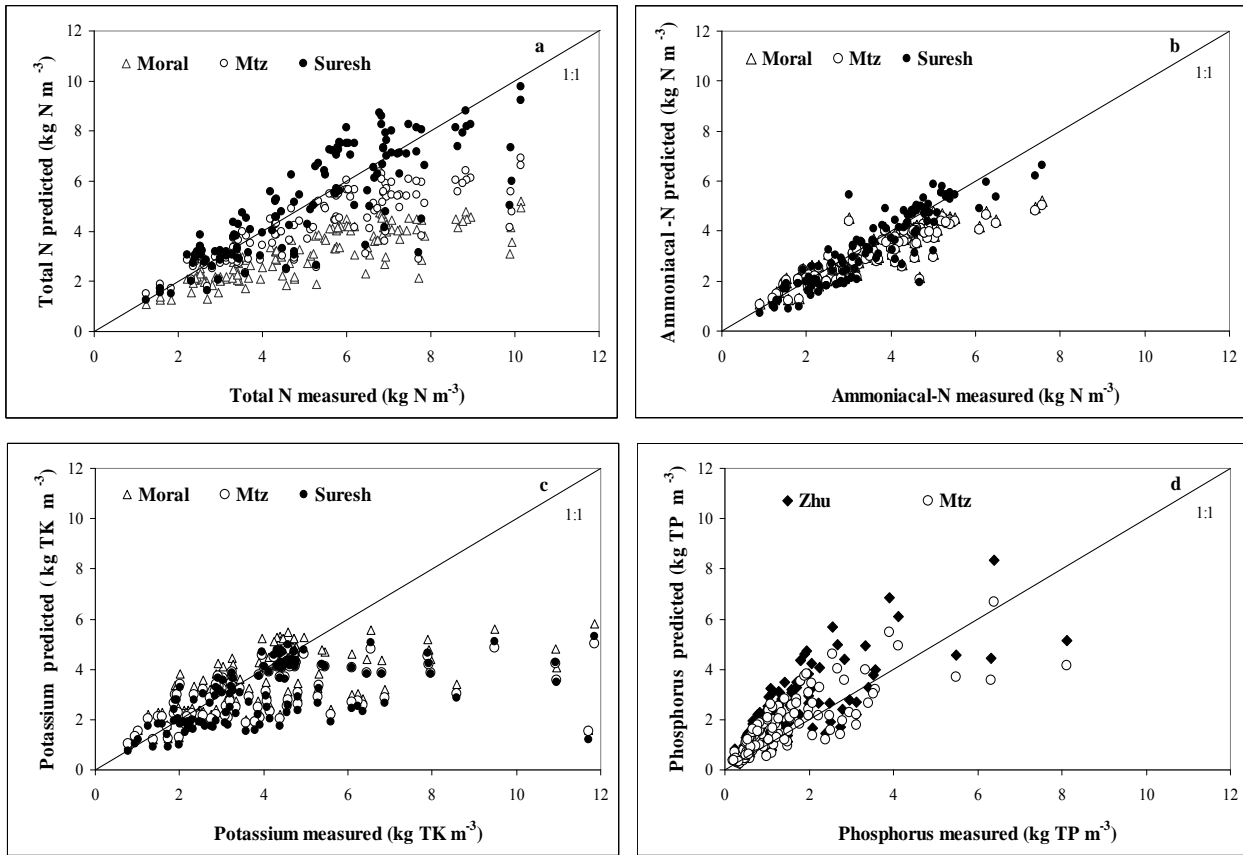 a
1:1
Moral Mtz Suresh
12
10
8
6
4
2
0
Total N predicted (kg N m -3)
0 2 4 6 8 10 12
Total N measured (kg N m-3)
b
1:1
Moral Mtz Suresh
12
10
8
6
4
2
0
Ammoniacal -N predicted (kg N m-3)
0 2 4 6 8 10 12
Ammoniacal-N measured (kg N m-3)
c
1:1
Moral Mtz Suresh
12
10
8
6
4
2
0
Potassium predicted ( kg TK m -3)
0 2 4 6 8 10 12
Potassium measured (kg TK m-3)
d
1:1
Zhu Mtz
12
10
8
6
4
2
0
Phosphorus predicted (kg TP m -3)
0 2 4 6 8 10 12
Phosphorus measured (kg TP m-3)